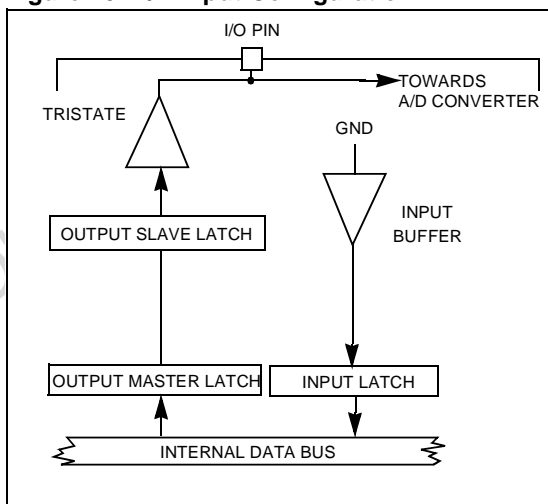 I/O PIN
TOWARDS
A/D CONVERTER
TRISTATE
GND
INPUT
BUFFER
OUTPUT SLAVE LATCH
OUTPUT MASTER LATCH
INPUT LATCH
INTERNAL DATA BUS